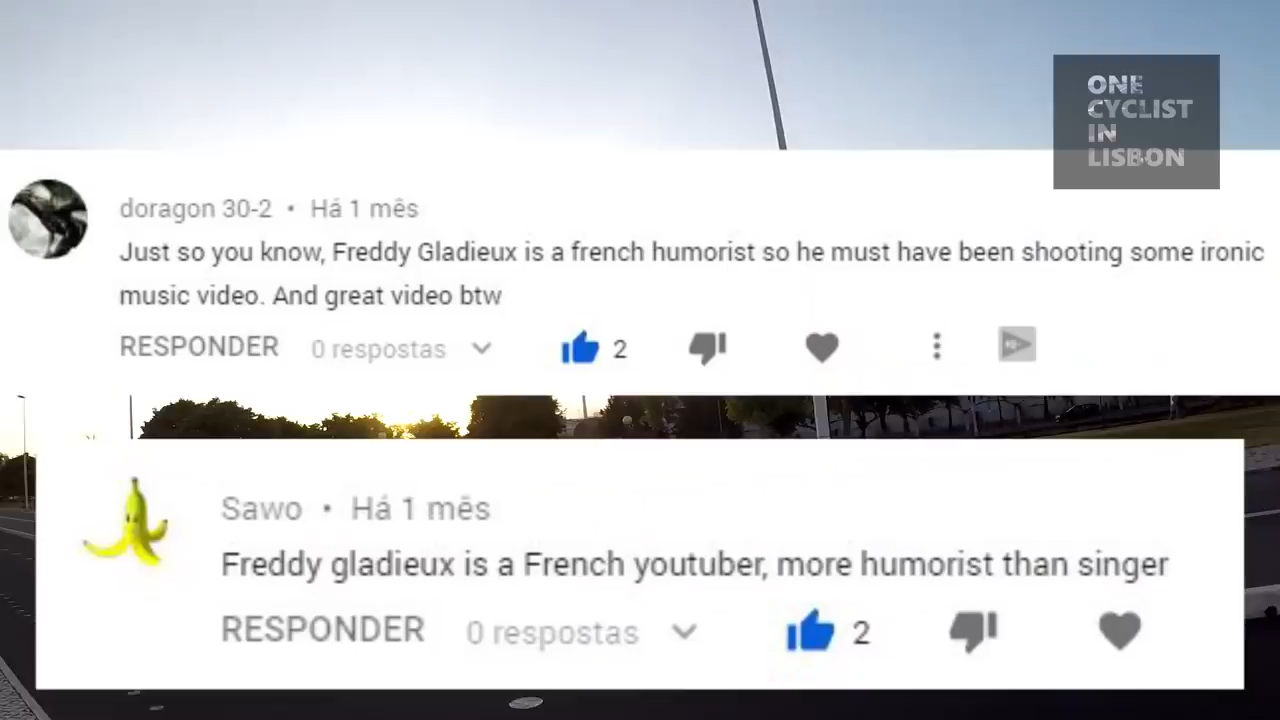 ONE
CYCLIST
IN
LISBON
doragon 30-2 • Há 1 mês
Just so you know, Freddy Gladieux is a french humorist so he must have been shooting some ironic
music video. And great video btw
RESPONDER 0 respostas 2
Sawo • Há 1 mês
Freddy gladieux is a French youtuber, more humorist than singer
RESPONDER 0 respostas 2